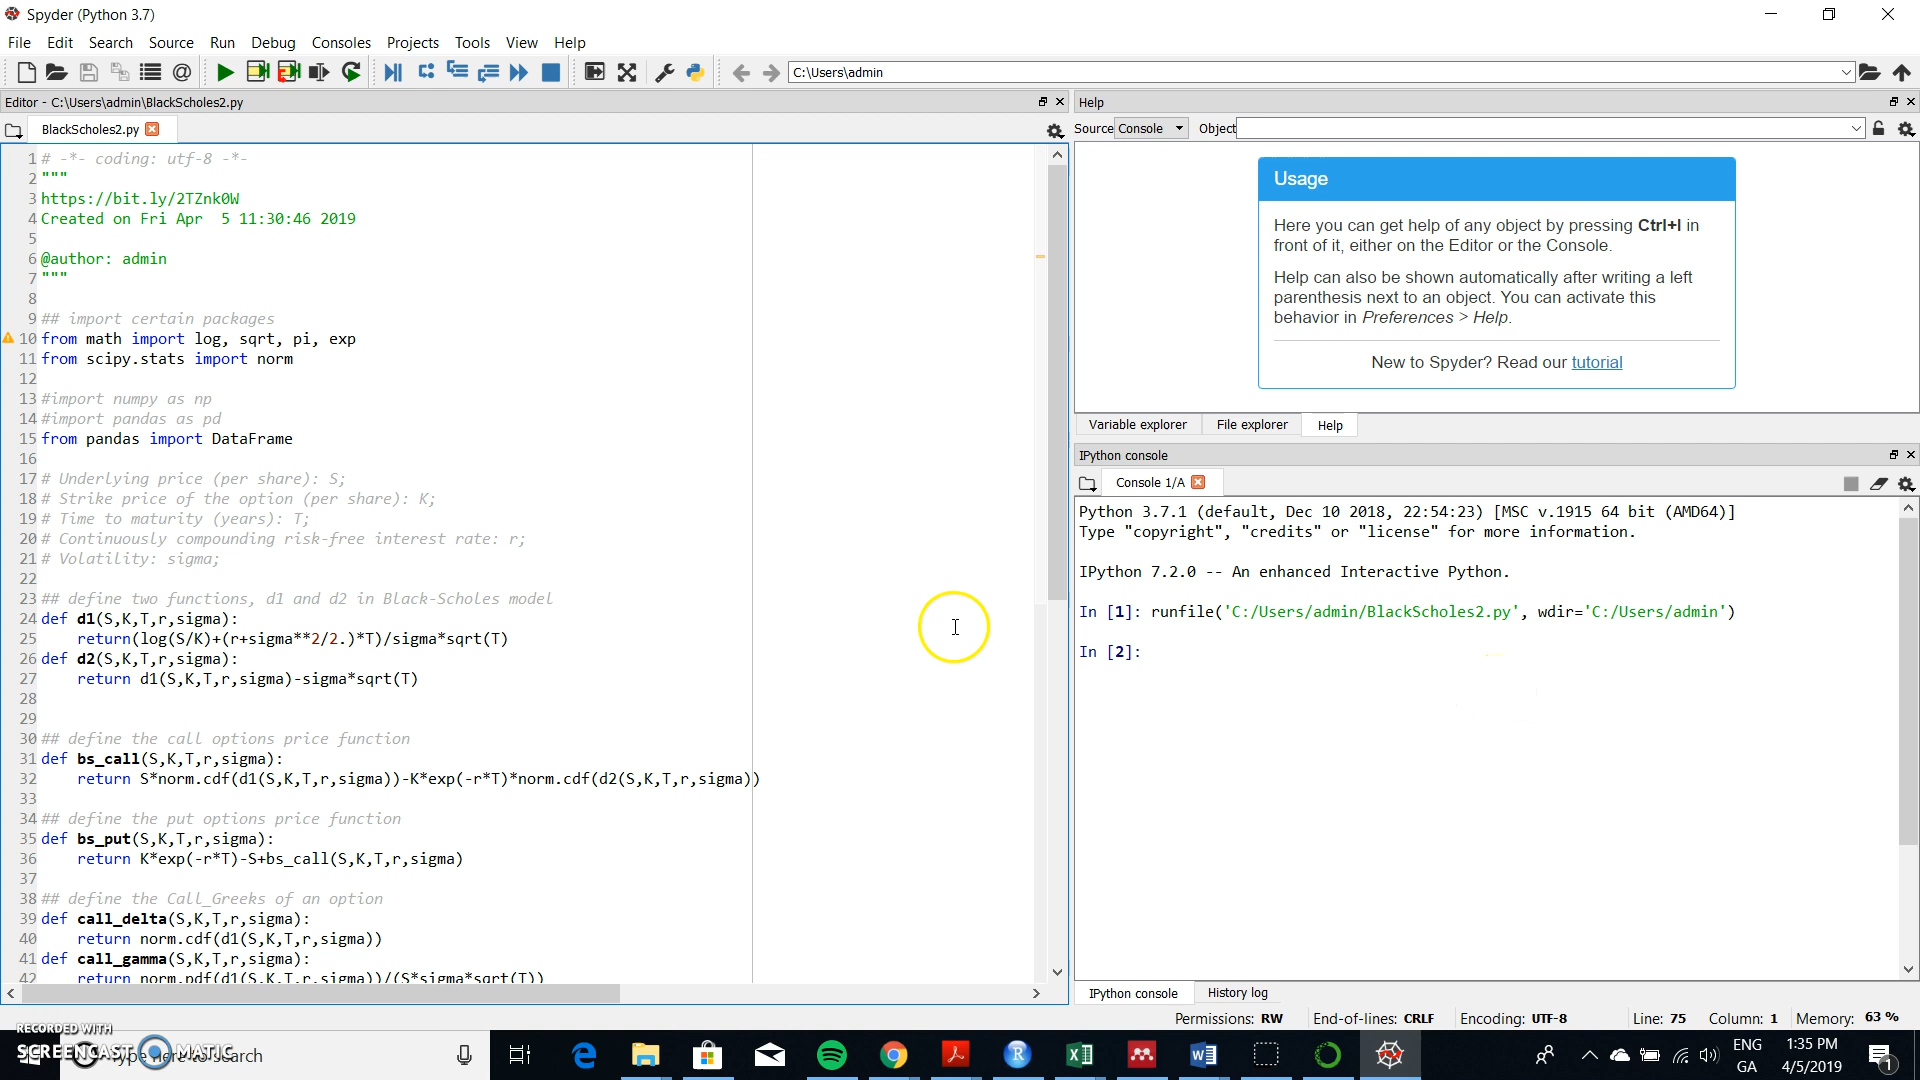 Spyder (Python 3.7)
File Edit Search Source Run Debug Consoles Projects Tools View Help
C:\Users\admin
Editor - C:\Users\admin\BlackScholes2.py
BlackScholes2.py
1 # -*- coding: utf-8 -*-
2 """
3 https://bit.ly/2TZnk0W
4 Created on Fri Apr  5 11:30:46 2019
5
6 @author: admin
7 """
8
9 ## import certain packages
10 from math import log, sqrt, pi, exp
11 from scipy.stats import norm
12
13 #import numpy as np
14 #import pandas as pd
15 from pandas import DataFrame
16
17 # Underlying price (per share): S;
18 # Strike price of the option (per share): K;
19 # Time to maturity (years): T;
20 # Continuously compounding risk-free interest rate: r;
21 # Volatility: sigma;
22
23 ## define two functions, d1 and d2 in Black-Scholes model
24 def d1(S,K,T,r,sigma):
25     return(log(S/K)+(r+sigma**2/2.)*T)/sigma*sqrt(T)
26 def d2(S,K,T,r,sigma):
27     return d1(S,K,T,r,sigma)-sigma*sqrt(T)
28
29
30 ## define the call options price function
31 def bs_call(S,K,T,r,sigma):
32     return S*norm.cdf(d1(S,K,T,r,sigma))-K*exp(-r*T)*norm.cdf(d2(S,K,T,r,sigma))
33
34 ## define the put options price function
35 def bs_put(S,K,T,r,sigma):
36     return K*exp(-r*T)-S+bs_call(S,K,T,r,sigma)
37
38 ## define the Call_Greeks of an option
39 def call_delta(S,K,T,r,sigma):
40     return norm.cdf(d1(S,K,T,r,sigma))
41 def call_gamma(S,K,T,r,sigma):
42     return norm.pdf(d1(S,K,T,r,sigma))/(S*sigma*sqrt(T))
Help
Source Console Object
Usage
Here you can get help of any object by pressing Ctrl+I in
front of it, either on the Editor or the Console.
Help can also be shown automatically after writing a left
parenthesis next to an object. You can activate this
behavior in Preferences > Help.
New to Spyder? Read our tutorial
Variable explorer File explorer Help
IPython console
Console 1/A
Python 3.7.1 (default, Dec 10 2018, 22:54:23) [MSC v.1915 64 bit (AMD64)]
Type "copyright", "credits" or "license" for more information.
IPython 7.2.0 -- An enhanced Interactive Python.
In [1]: runfile('C:/Users/admin/BlackScholes2.py', wdir='C:/Users/admin')
In [2]:
IPython console History log
Permissions: RW End-of-lines: CRLF Encoding: UTF-8 Line: 75 Column: 1 Memory: 63 %
RECORDED WITH
SCREENCAST MATIC
Type here to search
ENG
GA
1:35 PM
4/5/2019
1